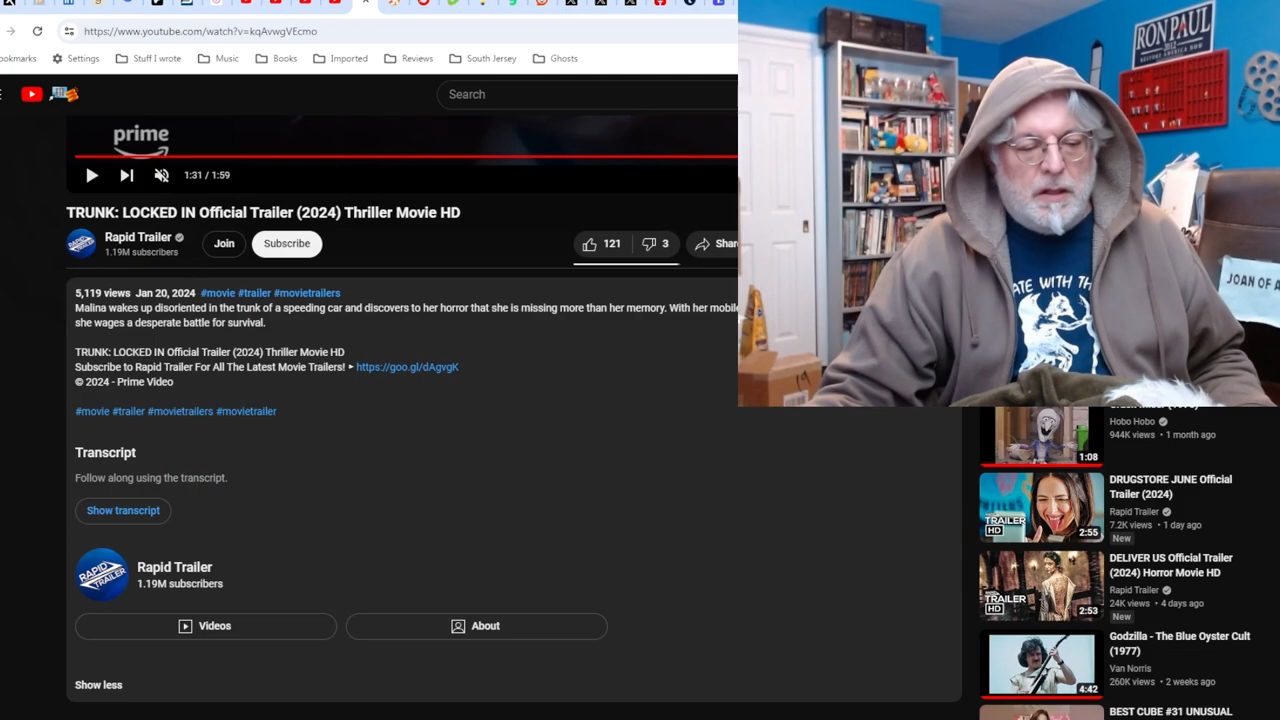 https://www.youtube.com/watch?v=kqAvwgVEcmo
Settings
Stuff I wrote
Music
Books
Imported
Reviews
South Jersey
Ghosts
Search
prime
1:31 / 1:59
TRUNK: LOCKED IN Official Trailer (2024) Thriller Movie HD
Rapid Trailer
1.19M subscribers
Join
Subscribe
121
3
5,119 views Jan 20, 2024 #movie #trailer #movietrailers
Malina wakes up disoriented in the trunk of a speeding car and discovers to her horror that she is missing more than her memory. With her
she wages a desperate battle for survival.
TRUNK: LOCKED IN Official Trailer (2024) Thriller Movie HD
Subscribe to Rapid Trailer For All The Latest Movie Trailers! ▸ https://goo.gl/dAgvgK
© 2024 - Prime Video
#movie #trailer #movietrailers #movietrailer
Transcript
Follow along using the transcript.
Show transcript
RAPID TRAILER
Rapid Trailer
1.19M subscribers
Videos
About
Show less
RON PAUL
2012
RESTORE AMERICA NOW
JOAN OF A
ATE WITH TH
19
Hobo Hobo
944K views • 1 month ago
1:08
DRUGSTORE JUNE Official
Trailer (2024)
Rapid Trailer
7.2K views • 1 day ago
New
TRAILER
HD
2:55
DELIVER US Official Trailer
(2024) Horror Movie HD
Rapid Trailer
24K views • 4 days ago
New
TRAILER
HD
2:53
Godzilla - The Blue Oyster Cult
(1977)
Van Norris
260K views • 2 weeks ago
4:42
BEST CUBE #31 UNUSUAL